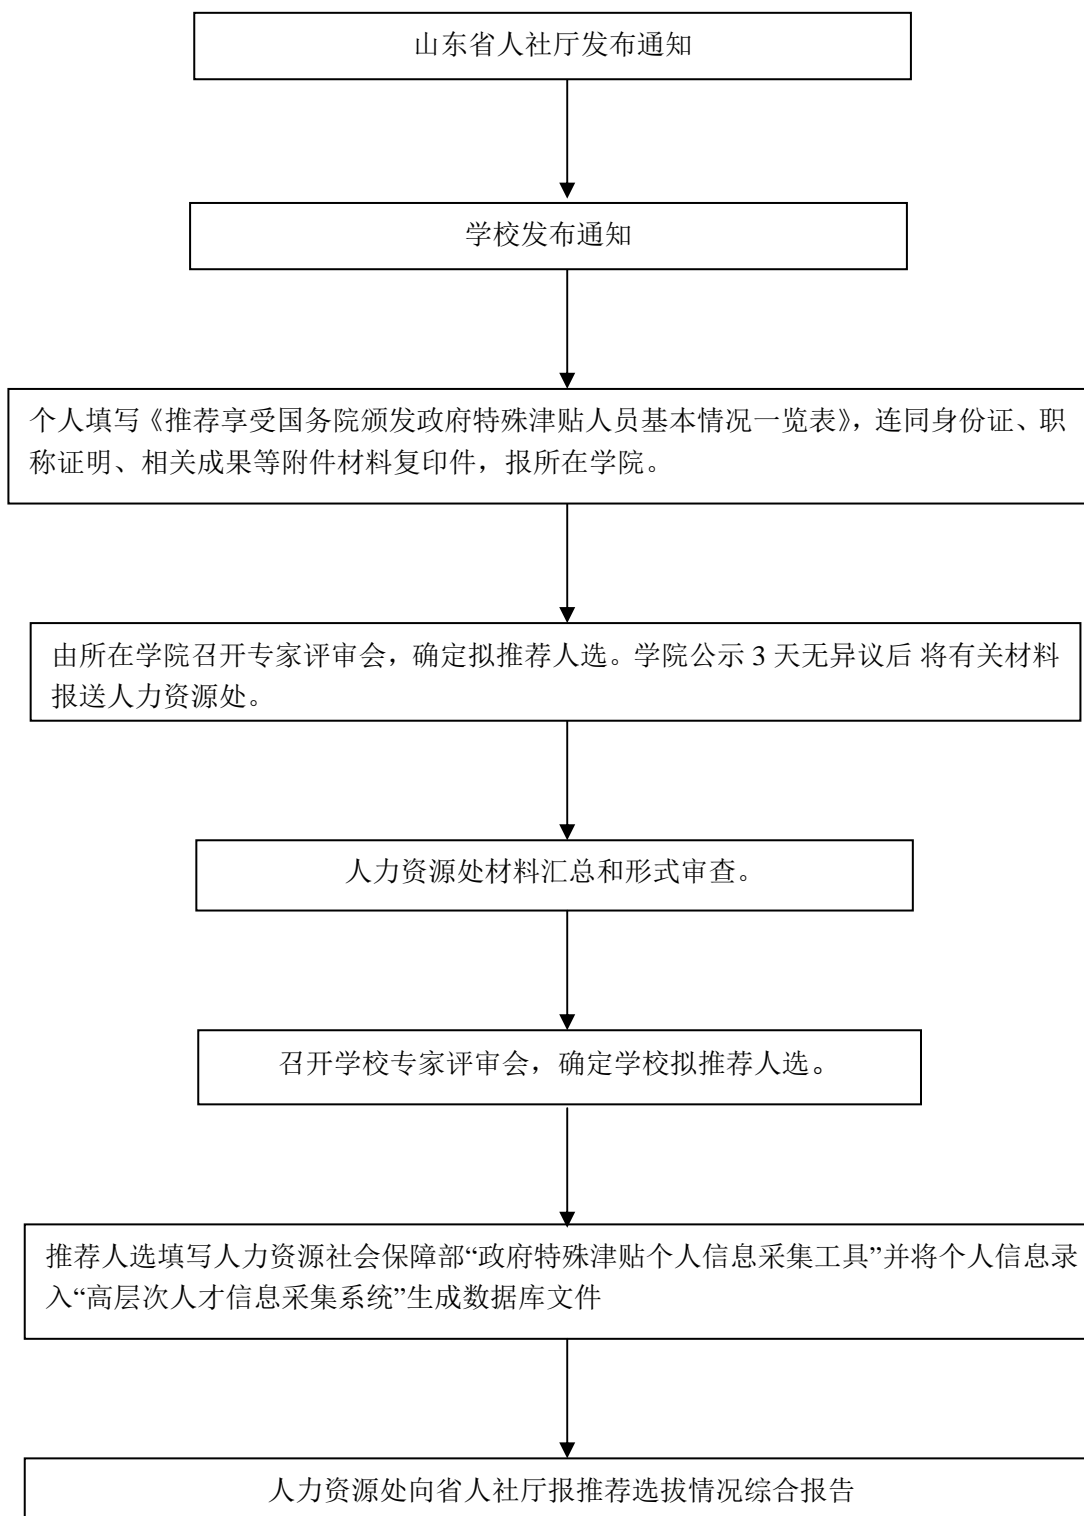 山东省人社厅发布通知
学校发布通知
个人填写《推荐享受国务院颁发政府特殊津贴人员基本情况一览表》，连同身份证、职
称证明、相关成果等附件材料复印件，报所在学院。
由所在学院召开专家评审会，确定拟推荐人选。学院公示 3 天无异议后 将有关材料
报送人力资源处。
人力资源处材料汇总和形式审查。
召开学校专家评审会，确定学校拟推荐人选。
推荐人选填写人力资源社会保障部“政府特殊津贴个人信息采集工具”并将个人信息录
入“高层次人才信息采集系统”生成数据库文件
人力资源处向省人社厅报推荐选拔情况综合报告